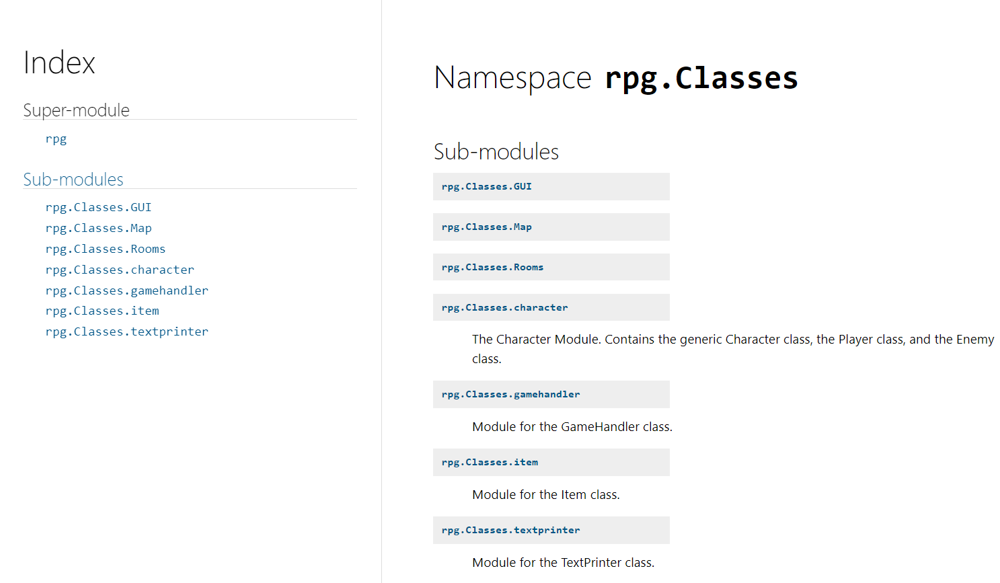 Index
Super-module
rpg
Sub-modules
rpg.Classes.GUI
rpg.Classes.Map
rpg.Classes.Rooms
rpg.Classes.character
rpg.Classes.gamehandler
rpg.Classes.item
rpg.Classes.textprinter
Namespace rpg.Classes
Sub-modules
rpg.Classes.GUI
rpg.Classes.Map
rpg.Classes.Rooms
rpg.Classes.character
The Character Module. Contains the generic Character class, the Player class, and the Enemy
class.
rpg.Classes.gamehandler
Module for the GameHandler class.
rpg.Classes.item
Module for the Item class.
rpg.Classes.textprinter
Module for the TextPrinter class.